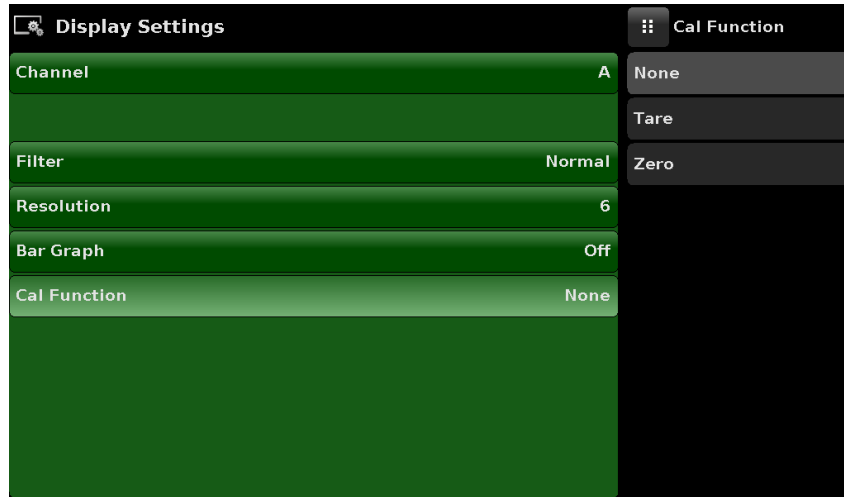 Display Settings
Channel A
Filter Normal
Resolution 6
Bar Graph Off
Cal Function None
Cal Function
None
Tare
Zero